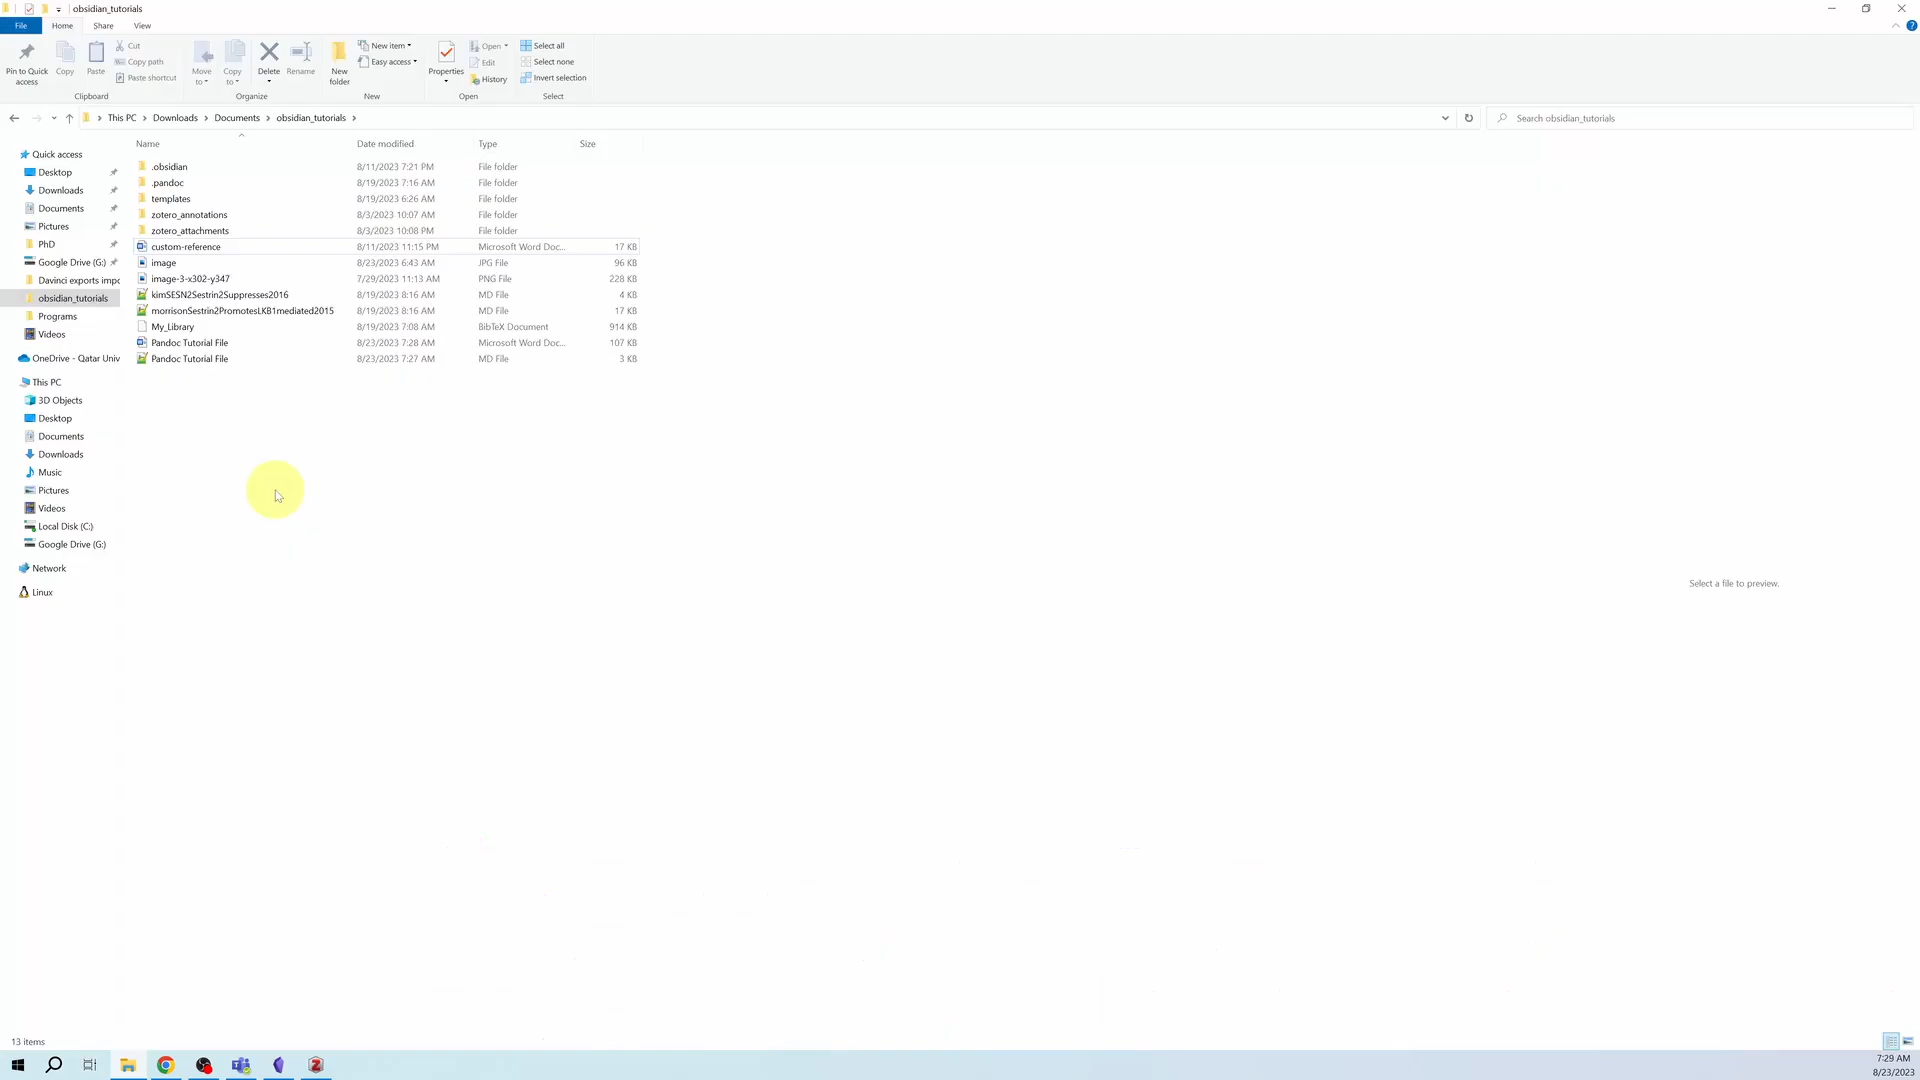 obsidian_tutorials
File Home Share View
Pin to Quick access
Copy
Paste
Cut
Copy path
Paste shortcut
Clipboard
Move to
Copy to
Delete
Rename
Organize
New folder
New item
Easy access
New
Properties
Open
Edit
History
Open
Select all
Select none
Invert selection
Select
This PC > Downloads > Documents > obsidian_tutorials >
Search obsidian_tutorials
Name Date modified Type Size
.obsidian 8/11/2023 7:21 PM File folder
.pandoc 8/19/2023 7:16 AM File folder
templates 8/19/2023 6:26 AM File folder
zotero_annotations 8/3/2023 10:07 AM File folder
zotero_attachments 8/3/2023 10:08 PM File folder
custom-reference 8/11/2023 11:15 PM Microsoft Word Doc... 17 KB
image 8/23/2023 6:43 AM JPG File 96 KB
image-3-x302-y347 7/29/2023 11:13 AM PNG File 228 KB
kimSESN2Sestrin2Suppresses2016 8/19/2023 8:16 AM MD File 4 KB
morrisonSestrin2PromotesLKB1mediated2015 8/19/2023 8:16 AM MD File 17 KB
My_Library 8/19/2023 7:08 AM BibTeX Document 914 KB
Pandoc Tutorial File 8/23/2023 7:28 AM Microsoft Word Doc... 107 KB
Pandoc Tutorial File 8/23/2023 7:27 AM MD File 3 KB
Quick access
Desktop
Downloads
Documents
Pictures
PhD
Google Drive (G:)
Davinci exports impo
obsidian_tutorials
Programs
Videos
OneDrive - Qatar Univ
This PC
3D Objects
Desktop
Documents
Downloads
Music
Pictures
Videos
Local Disk (C:)
Google Drive (G:)
Network
Linux
Select a file to preview.
13 items
7:29 AM
8/23/2023